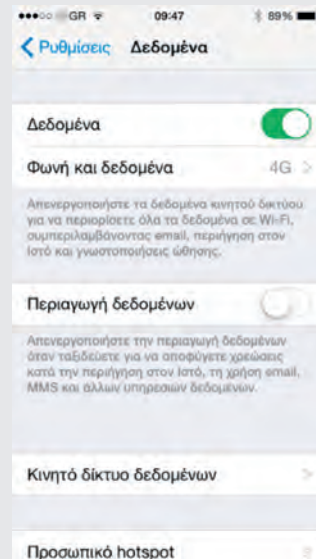 GR 09:47 89%
Ρυθμίσεις Δεδομένα
Δεδομένα
Φωνή και δεδομένα 4G
Απενεργοποιήστε τα δεδομένα κινητού δικτύου
για να περιορίσετε όλα τα δεδομένα σε Wi-Fi,
συμπεριλαμβάνοντας email, περιήγηση στον
Ιστό και γνωστοποιήσεις ώθησης.
Περιαγωγή δεδομένων
Απενεργοποιήστε την περιαγωγή δεδομένων
όταν ταξιδεύετε για να αποφύγετε χρεώσεις
κατά την περιήγηση στον Ιστό, τη χρήση email,
MMS και άλλων υπηρεσιών δεδομένων.
Κινητό δίκτυο δεδομένων
Προσωπικό hotspot